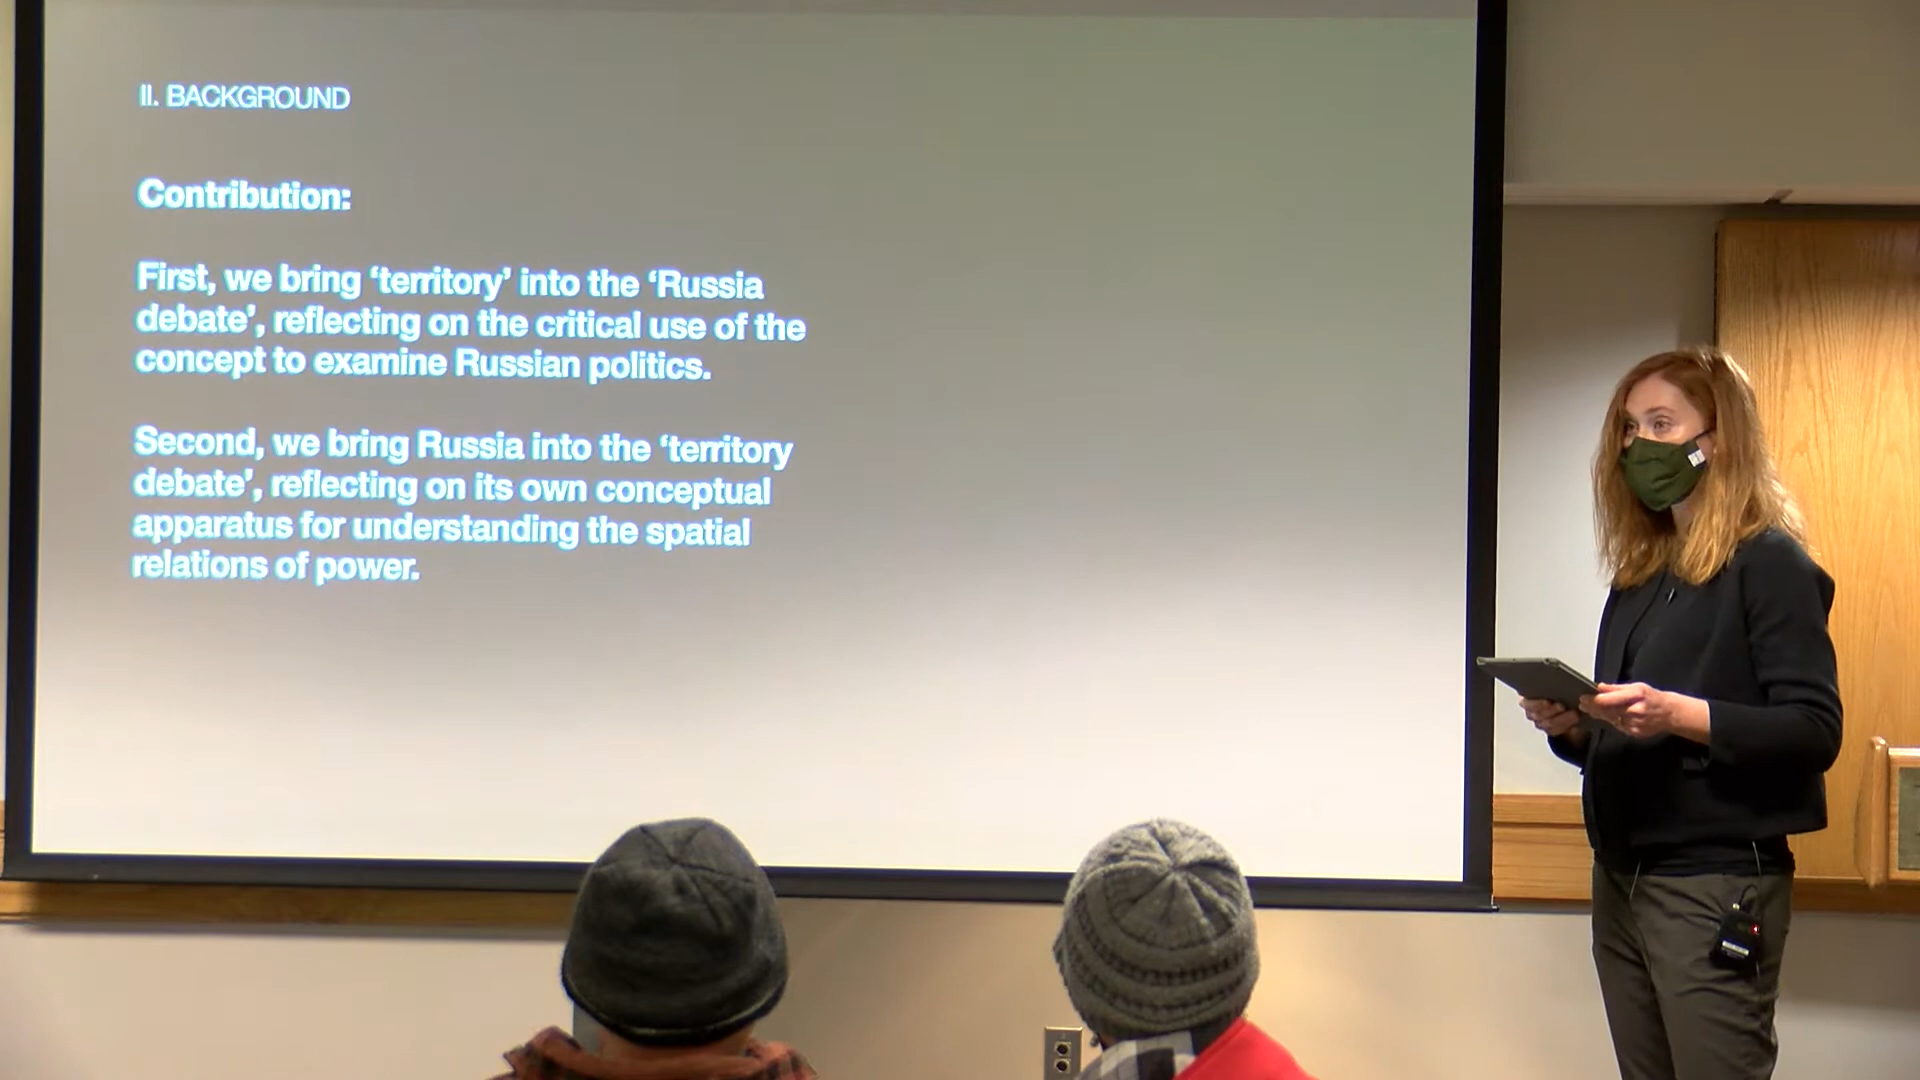 II. BACKGROUND
Contribution:
First, we bring ‘territory’ into the ‘Russia
debate’, reflecting on the critical use of the
concept to examine Russian politics.
Second, we bring Russia into the ‘territory
debate’, reflecting on its own conceptual
apparatus for understanding the spatial
relations of power.